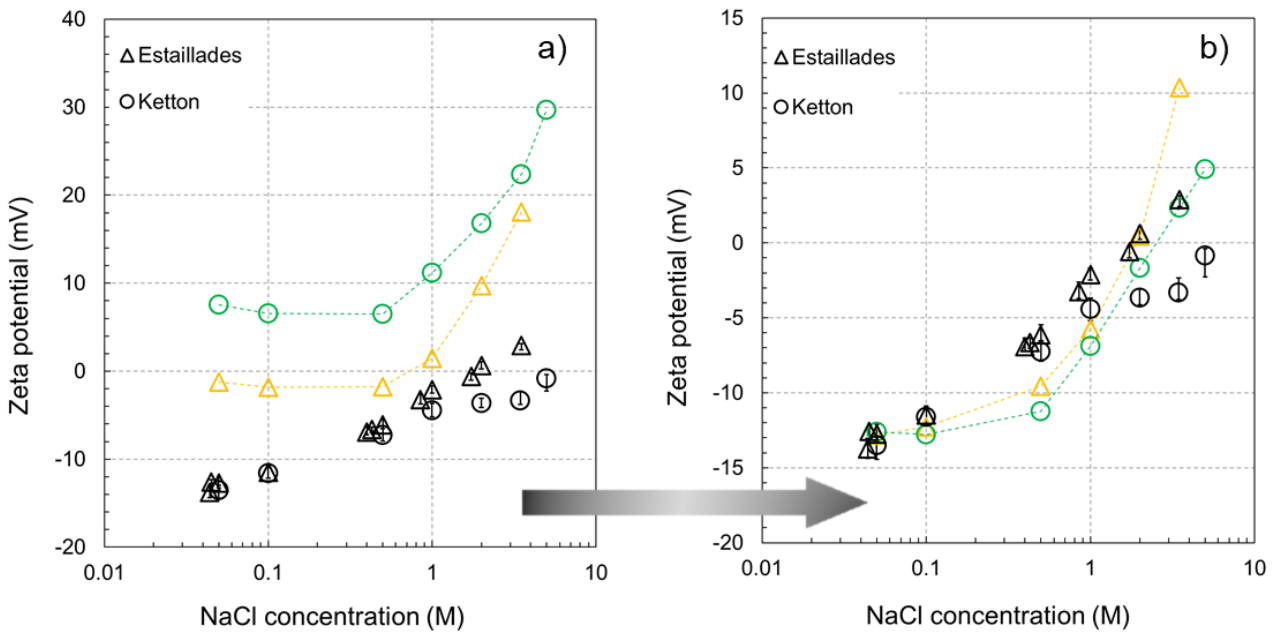 a)
△ Estaillades
○ Ketton
40
30
20
10
0
-10
-20
0.01
0.1
1
10
Zeta potential (mV)
NaCl concentration (M)
b)
△ Estaillades
○ Ketton
15
10
5
0
-5
-10
-15
-20
0.01
0.1
1
10
Zeta potential (mV)
NaCl concentration (M)